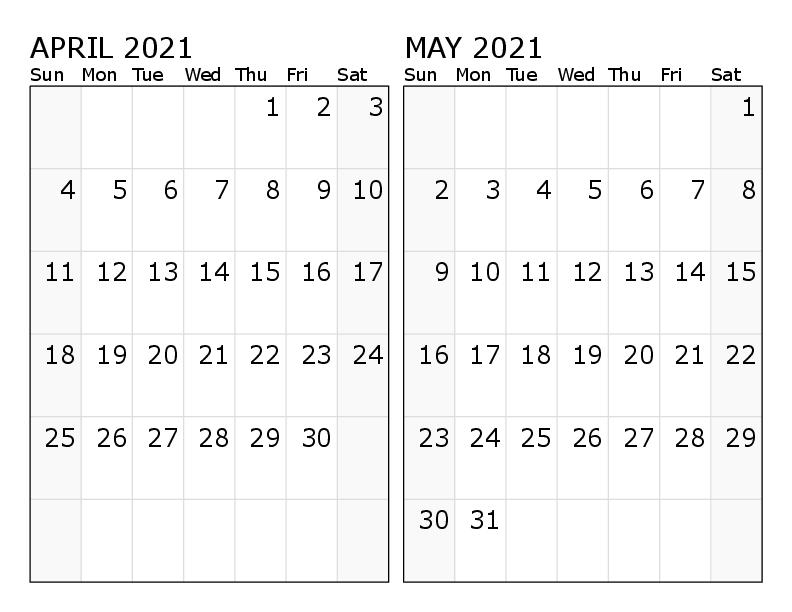 APRIL 2021
Sun Mon Tue Wed Thu Fri Sat
1 2 3
4 5 6 7 8 9 10
11 12 13 14 15 16 17
18 19 20 21 22 23 24
25 26 27 28 29 30
MAY 2021
Sun Mon Tue Wed Thu Fri Sat
1
2 3 4 5 6 7 8
9 10 11 12 13 14 15
16 17 18 19 20 21 22
23 24 25 26 27 28 29
30 31